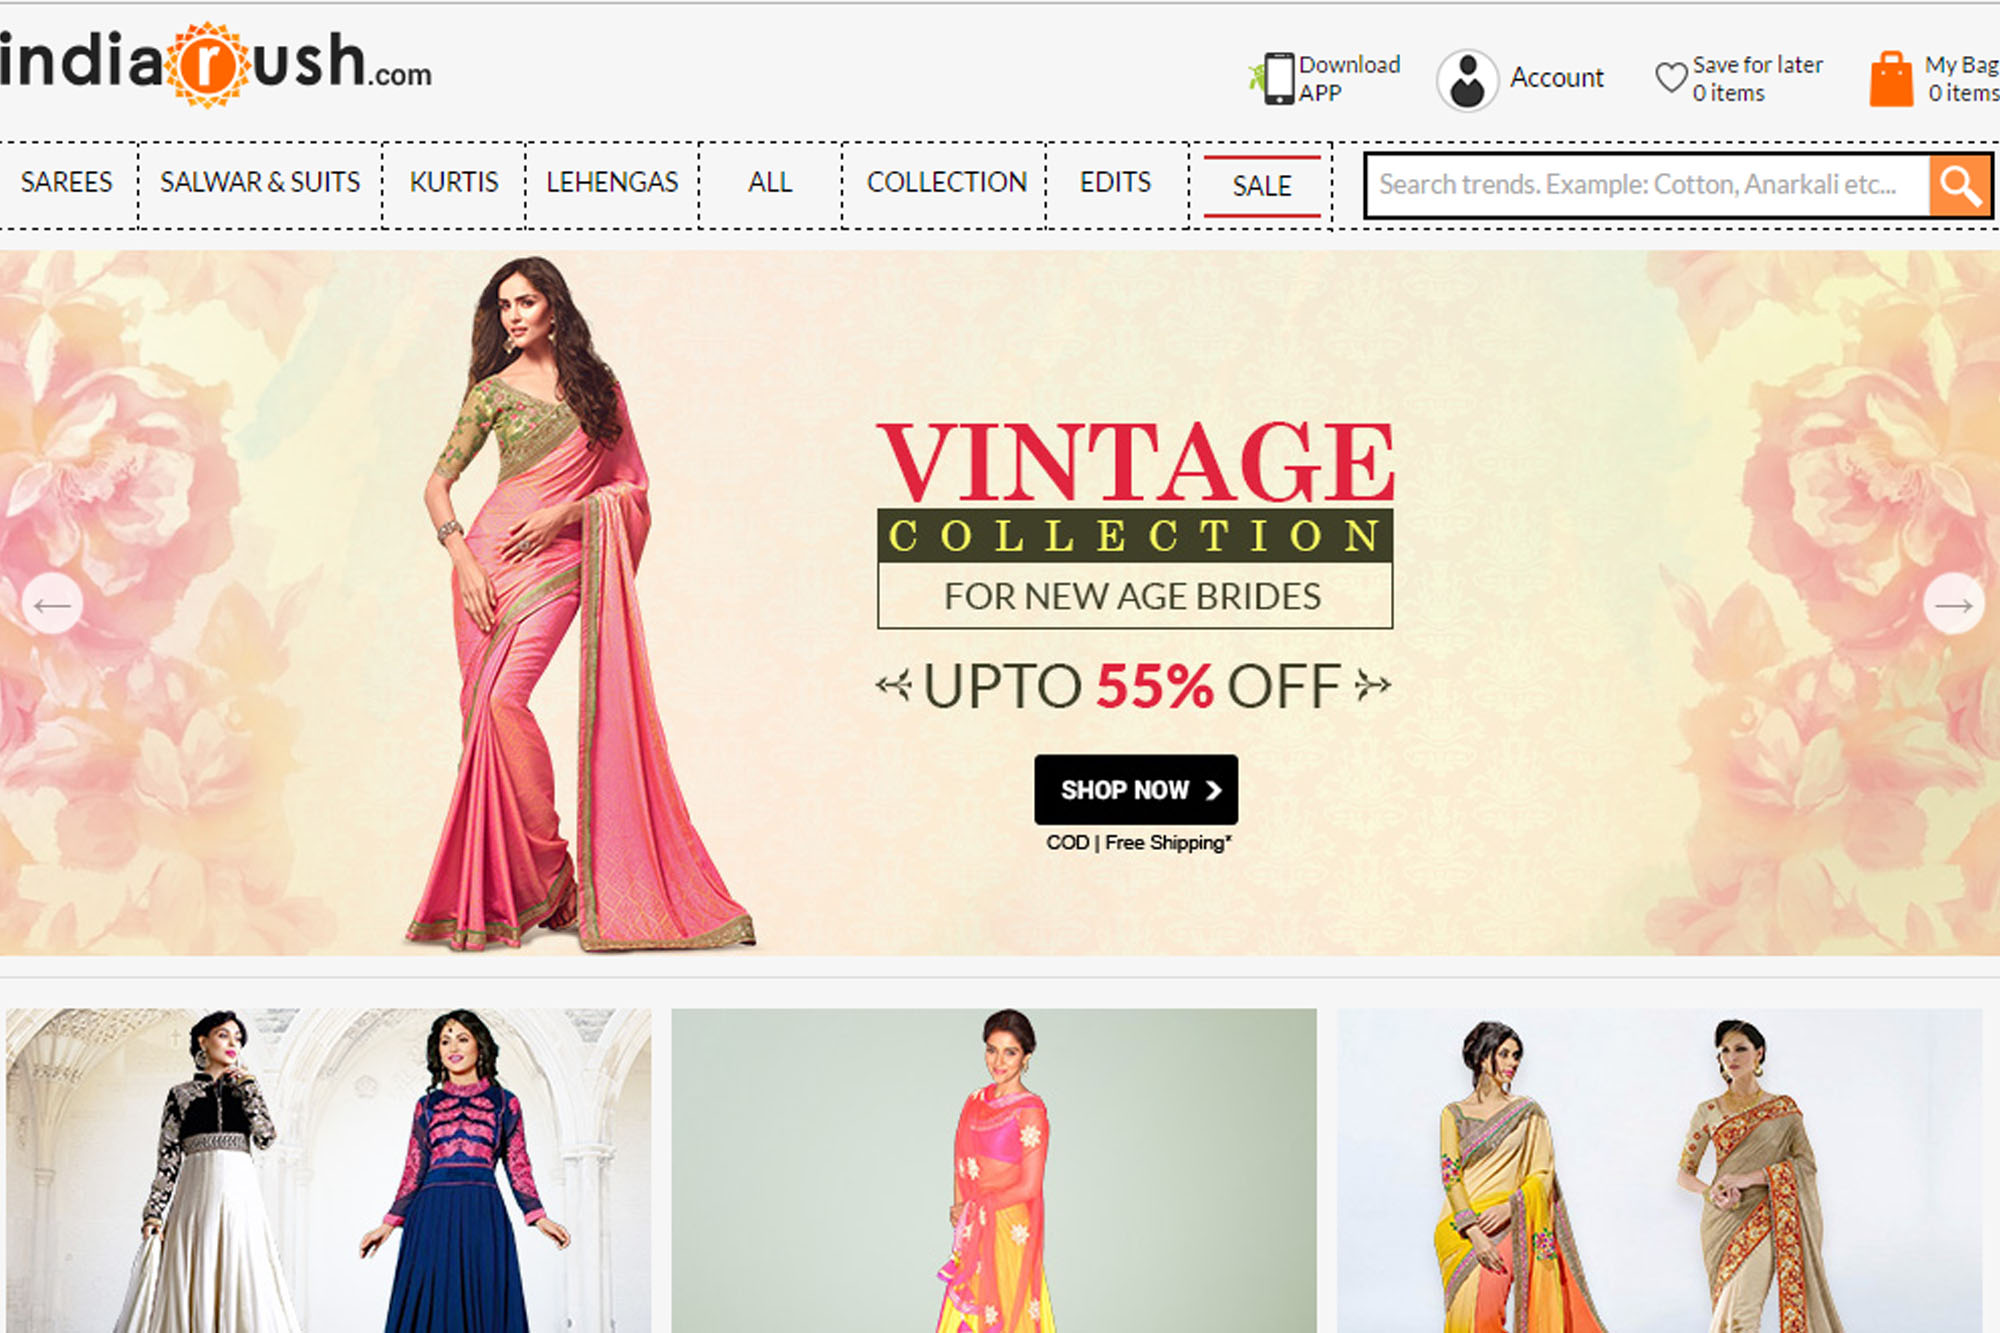 indiarush.com
Download
APP
Account
Save for later
0 items
My Bag
0 items
SAREES
SALWAR & SUITS
KURTIS
LEHENGAS
ALL
COLLECTION
EDITS
SALE
Search trends. Example: Cotton, Anarkali etc...
VINTAGE
COLLECTION
FOR NEW AGE BRIDES
UPTO 55% OFF
SHOP NOW
COD | Free Shipping*